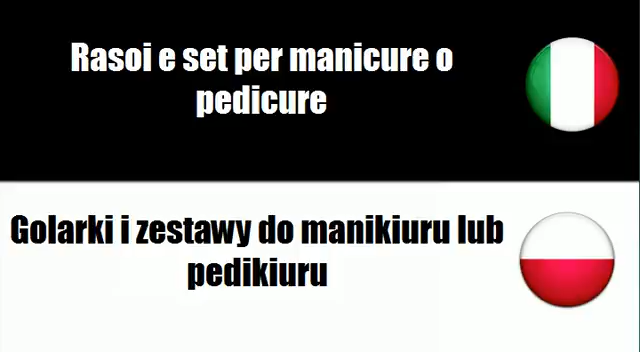 Rasoi e set per manicure o
pedicure
Golarki i zestawy do manikiuru lub
pedikiuru